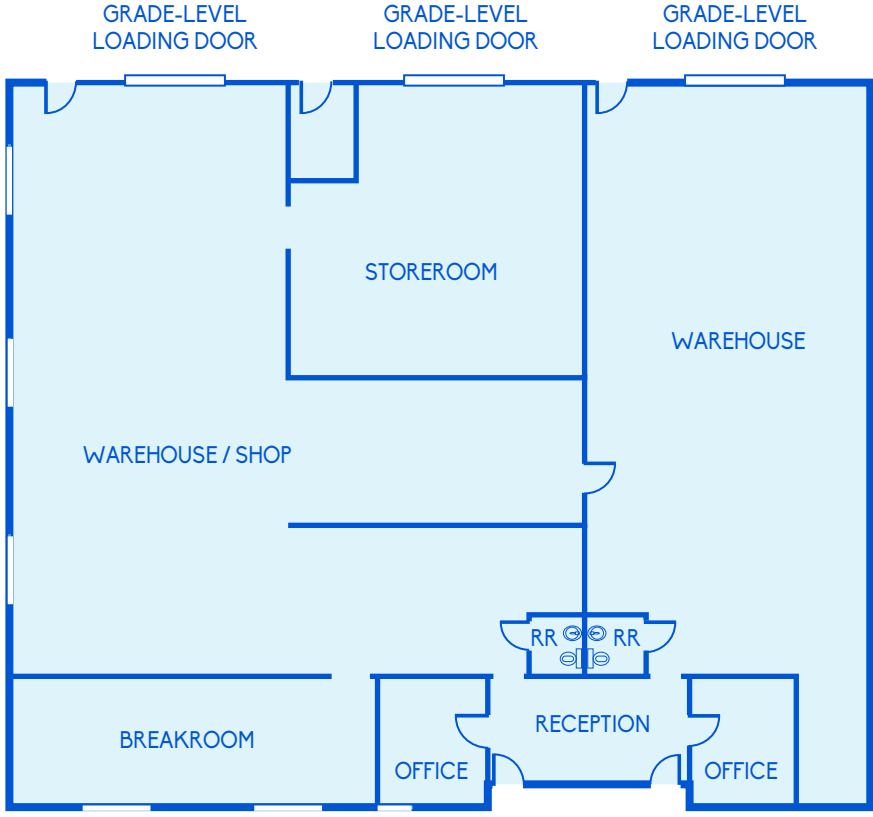 GRADE-LEVEL
LOADING DOOR
GRADE-LEVEL
LOADING DOOR
GRADE-LEVEL
LOADING DOOR
STOREROOM
WAREHOUSE
WAREHOUSE / SHOP
RR
RR
BREAKROOM
RECEPTION
OFFICE
OFFICE